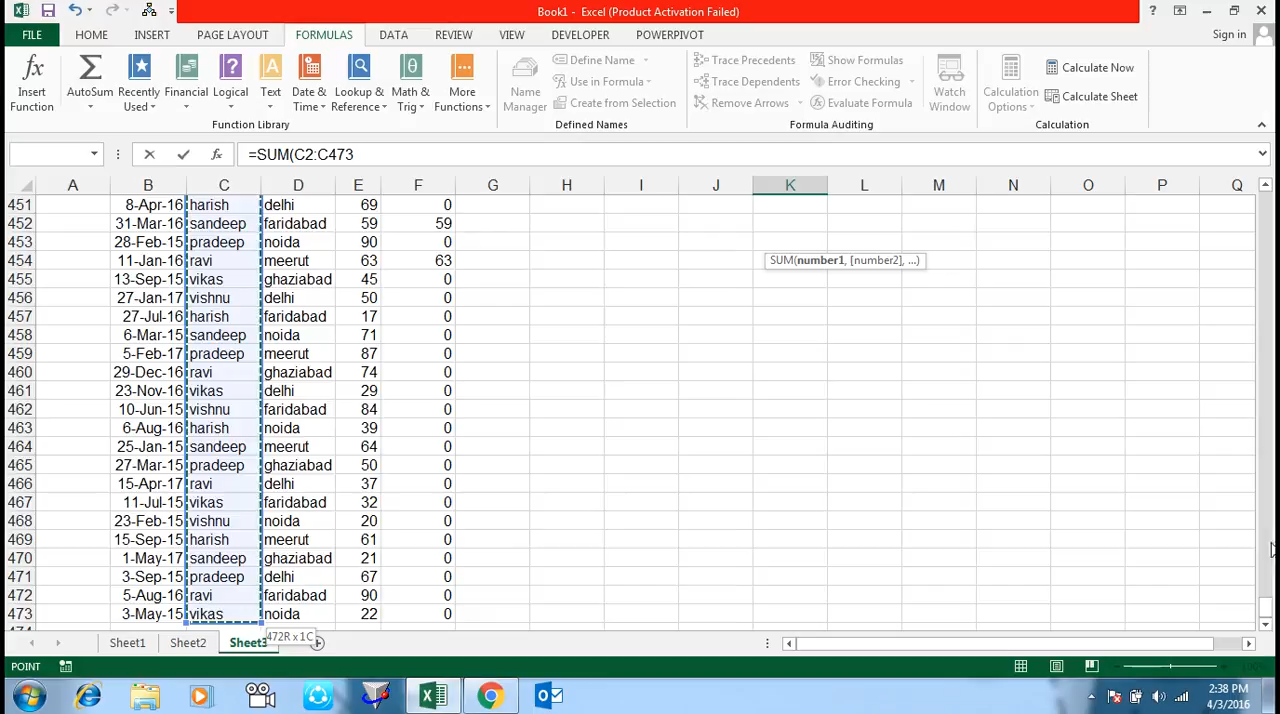 Book1 - Excel (Product Activation Failed)
FILE HOME INSERT PAGE LAYOUT FORMULAS DATA REVIEW VIEW DEVELOPER POWERPIVOT Sign in
fx Σ ? A θ
Insert Function
AutoSum
Recently Used
Financial
Logical
Text
Date & Time
Lookup & Reference
Math & Trig
More Functions
Function Library
Name Manager
Define Name
Use in Formula
Create from Selection
Defined Names
Trace Precedents
Trace Dependents
Remove Arrows
Show Formulas
Error Checking
Evaluate Formula
Formula Auditing
Watch Window
Calculation Options
Calculate Now
Calculate Sheet
Calculation
fx =SUM(C2:C473
A B C D E F G H I J K L M N O P Q
451 8-Apr-16 harish delhi 69 0
452 31-Mar-16 sandeep faridabad 59 59
453 28-Feb-15 pradeep noida 90 0
454 11-Jan-16 ravi meerut 63 63
SUM(number1, [number2], ...)
455 13-Sep-15 vikas ghaziabad 45 0
456 27-Jan-17 vishnu delhi 50 0
457 27-Jul-16 harish faridabad 17 0
458 6-Mar-15 sandeep noida 71 0
459 5-Feb-17 pradeep meerut 87 0
460 29-Dec-16 ravi ghaziabad 74 0
461 23-Nov-16 vikas delhi 29 0
462 10-Jun-15 vishnu faridabad 84 0
463 6-Aug-16 harish noida 39 0
464 25-Jan-15 sandeep meerut 64 0
465 27-Mar-15 pradeep ghaziabad 50 0
466 15-Apr-17 ravi delhi 37 0
467 11-Jul-15 vikas faridabad 32 0
468 23-Feb-15 vishnu noida 20 0
469 15-Sep-15 harish meerut 61 0
470 1-May-17 sandeep ghaziabad 21 0
471 3-Sep-15 pradeep delhi 67 0
472 5-Aug-16 ravi faridabad 90 0
473 3-May-15 vikas noida 22 0
472R x 1C
Sheet1 Sheet2 Sheet3
POINT
2:38 PM
4/3/2016